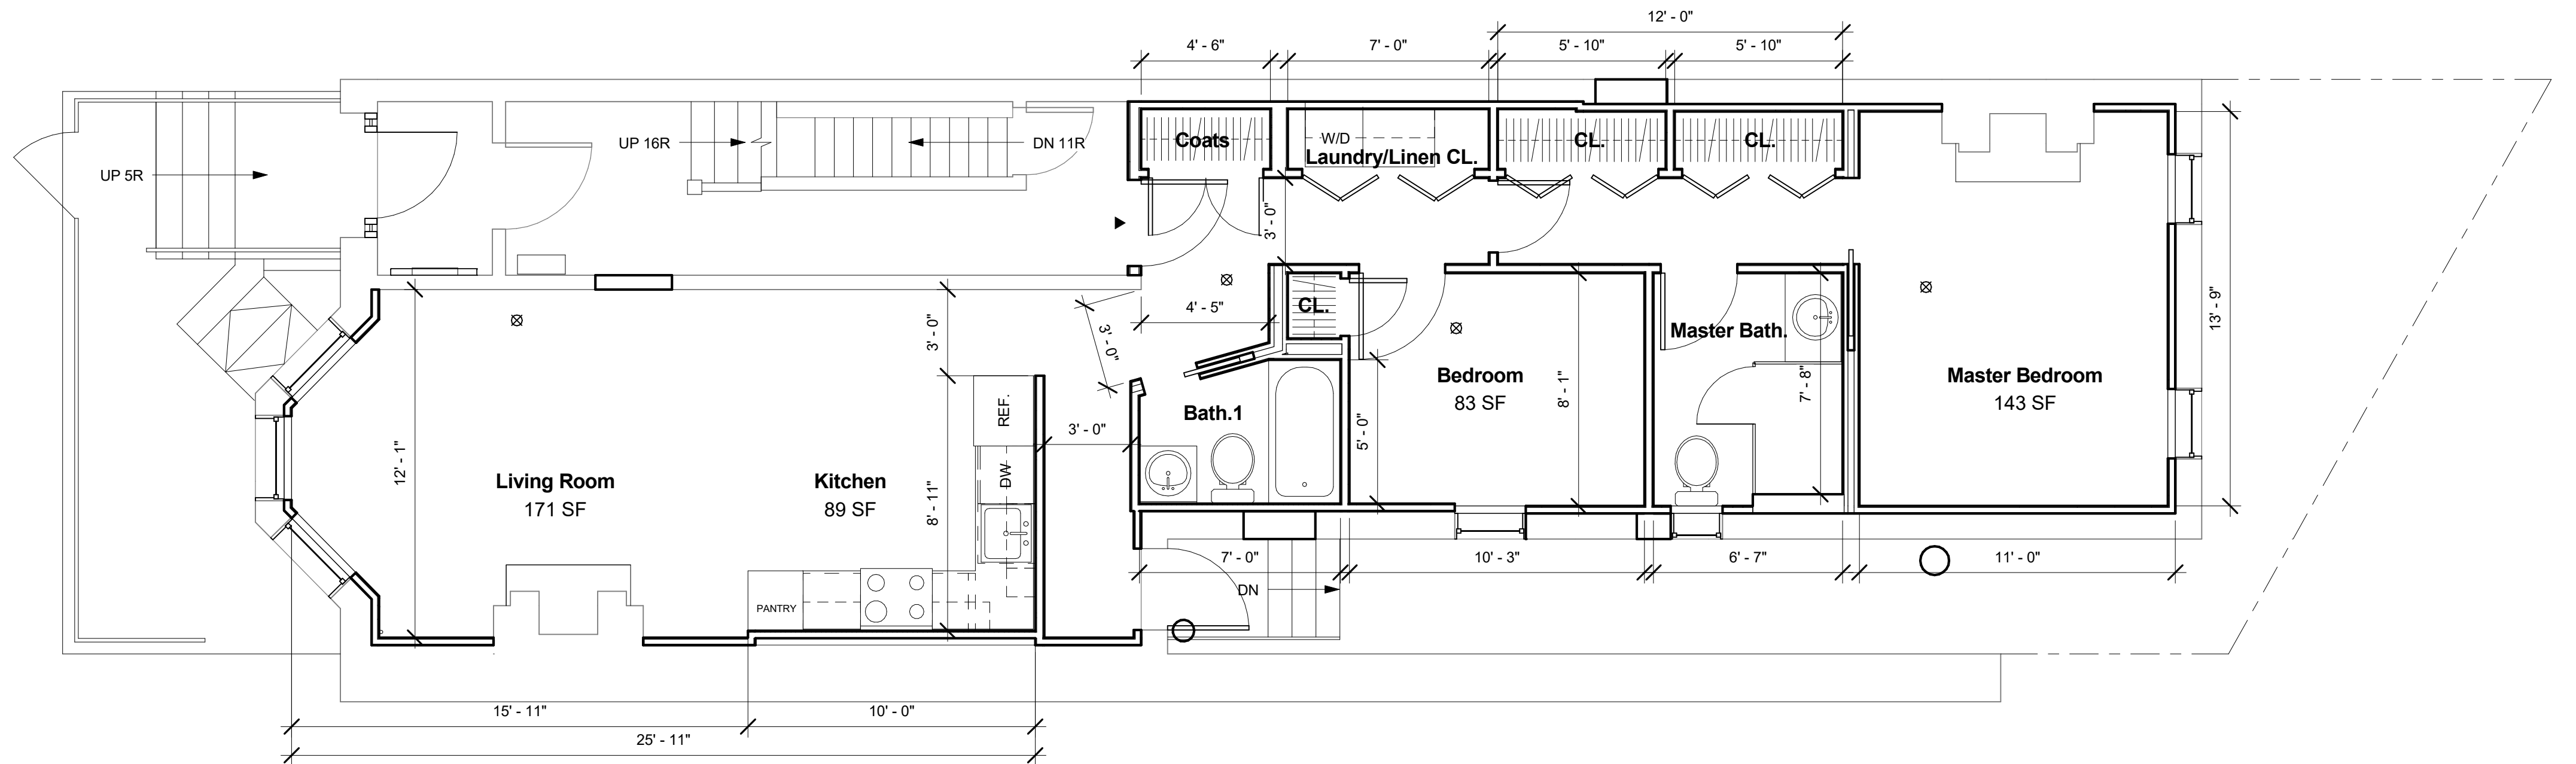 12' - 0"
4' - 6"
7' - 0"
5' - 10"
5' - 10"
UP 5R
UP 16R
DN 11R
Coats
W/D
Laundry/Linen CL.
CL.
CL.
3' - 0"
4' - 5"
CL.
3' - 0"
3' - 0"
Master Bath.
13' - 9"
Bedroom
83 SF
8' - 1"
7' - 8"
Master Bedroom
143 SF
REF.
Bath.1
3' - 0"
5' - 0"
12' - 1"
Living Room
171 SF
Kitchen
89 SF
8' - 11"
DW
7' - 0"
10' - 3"
6' - 7"
11' - 0"
DN
PANTRY
15' - 11"
10' - 0"
25' - 11"